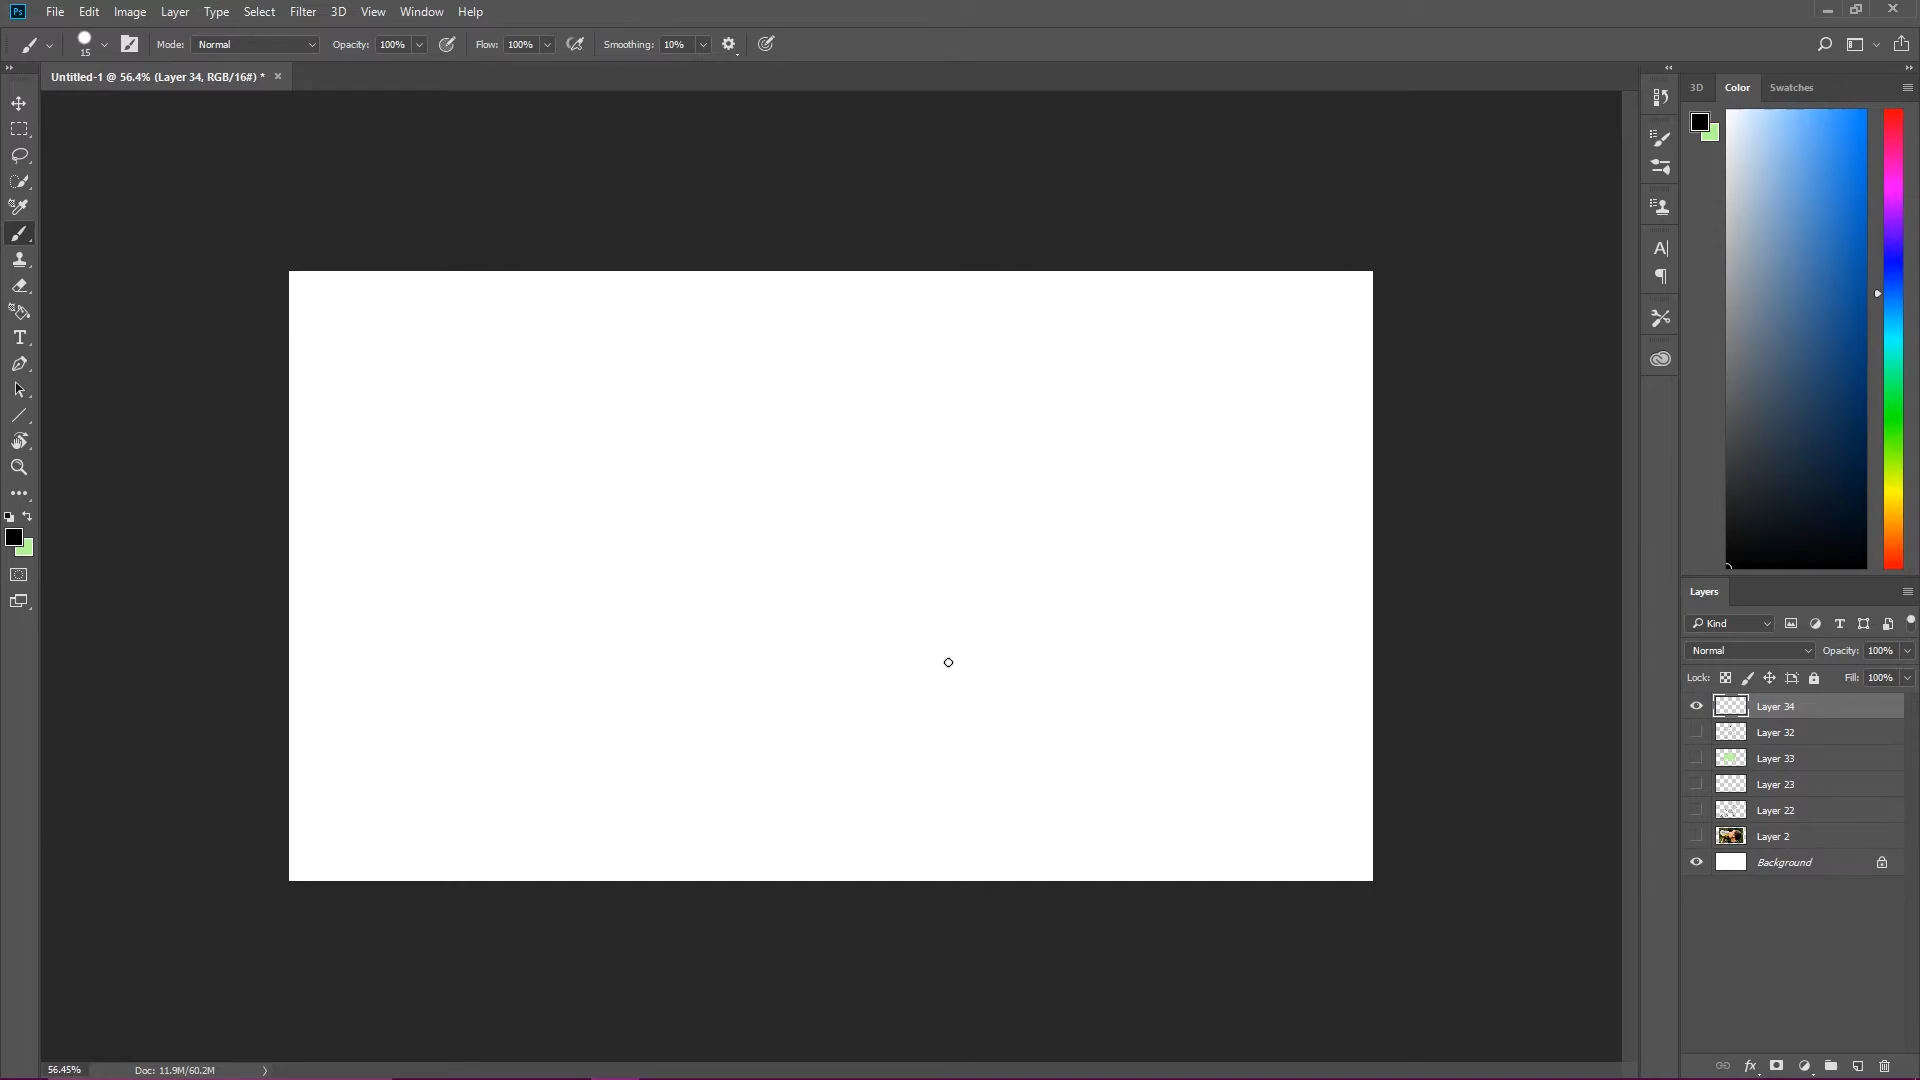 Ps File Edit Image Layer Type Select Filter 3D View Window Help
15 Mode: Normal Opacity: 100% Flow: 100% Smoothing: 10%
Untitled-1 @ 56.4% (Layer 34, RGB/16#) *
3D Color Swatches
Layers
Kind
Normal Opacity: 100%
Lock: Fill: 100%
Layer 34
Layer 32
Layer 33
Layer 23
Layer 22
Layer 2
Background
56.45% Doc: 11.9M/60.2M